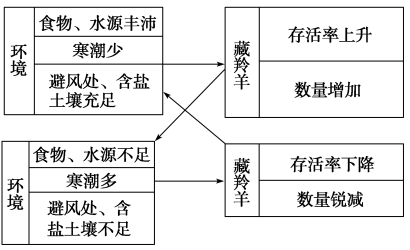 环境
食物、水源丰沛
寒潮少
避风处、含盐
土壤充足
藏羚羊
存活率上升
数量增加
环境
食物、水源不足
寒潮多
避风处、含
盐土壤不足
藏羚羊
存活率下降
数量锐减